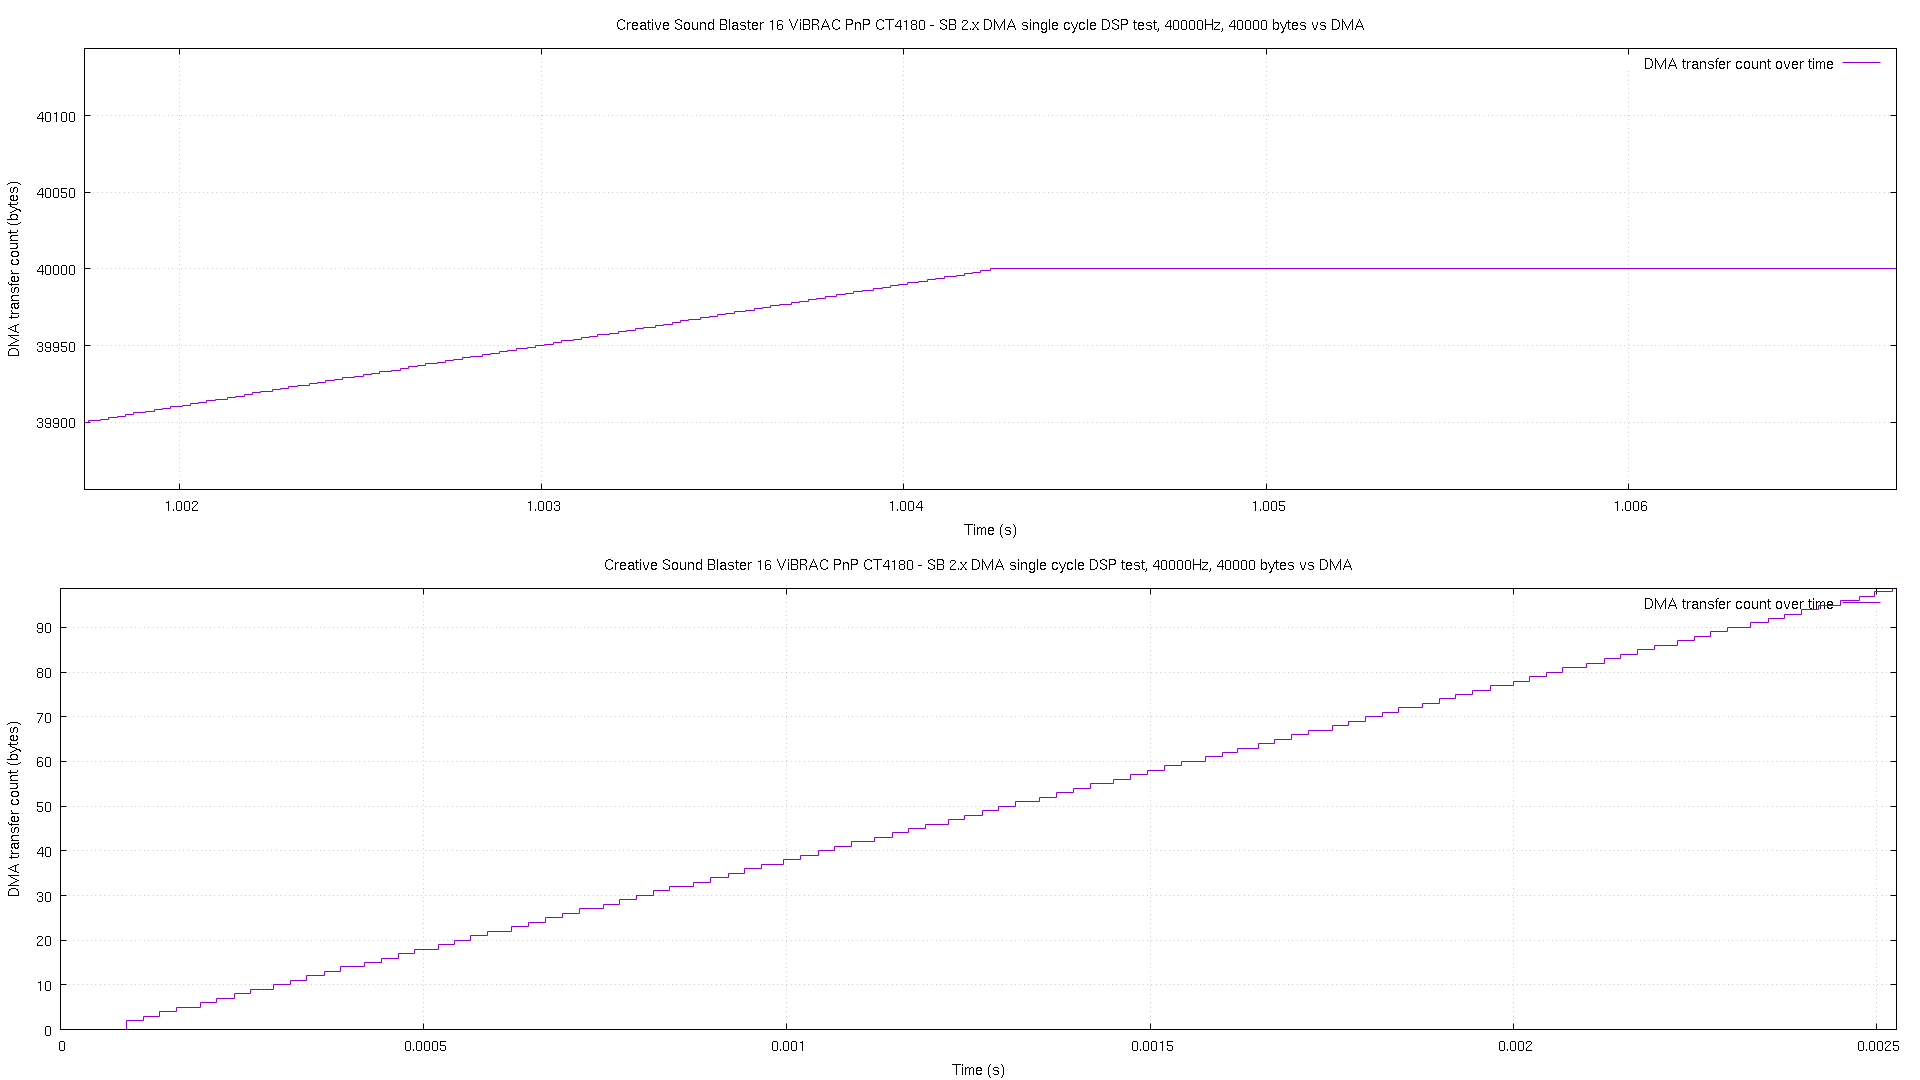 Creative Sound Blaster 16 ViBRAC PnP CT4180 - SB 2.x DMA single cycle DSP test, 40000Hz, 40000 bytes vs DMA
DMA transfer count over time
40100
40050
40000
39950
39900
DMA transfer count (bytes)
1.002 1.003 1.004 1.005 1.006
Time (s)
Creative Sound Blaster 16 ViBRAC PnP CT4180 - SB 2.x DMA single cycle DSP test, 40000Hz, 40000 bytes vs DMA
DMA transfer count over time
90
80
70
60
50
40
30
20
10
0
DMA transfer count (bytes)
0 0.0005 0.001 0.0015 0.002 0.0025
Time (s)